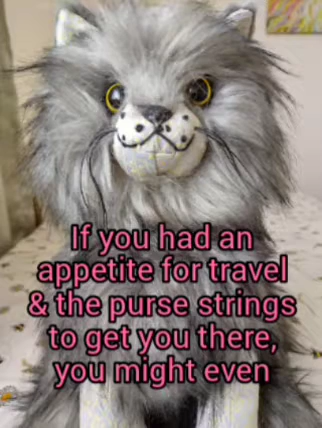 If you had an
appetite for travel
& the purse strings
to get you there,
you might even